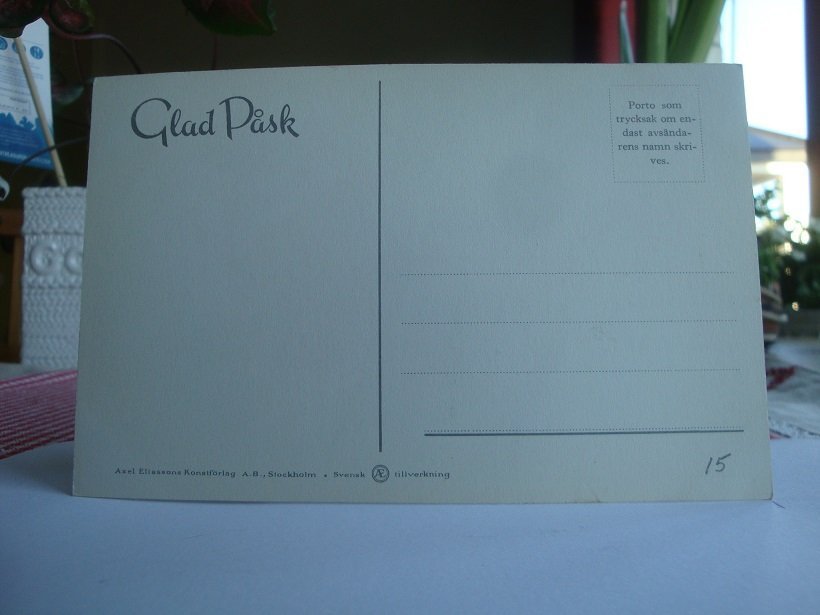 Glad Påsk
Porto som
trycksak om en-
dast avsända-
rens namn skri-
ves.
Axel Eliassons Konstförlag A.B., Stockholm • Svensk Æ tillverkning
15